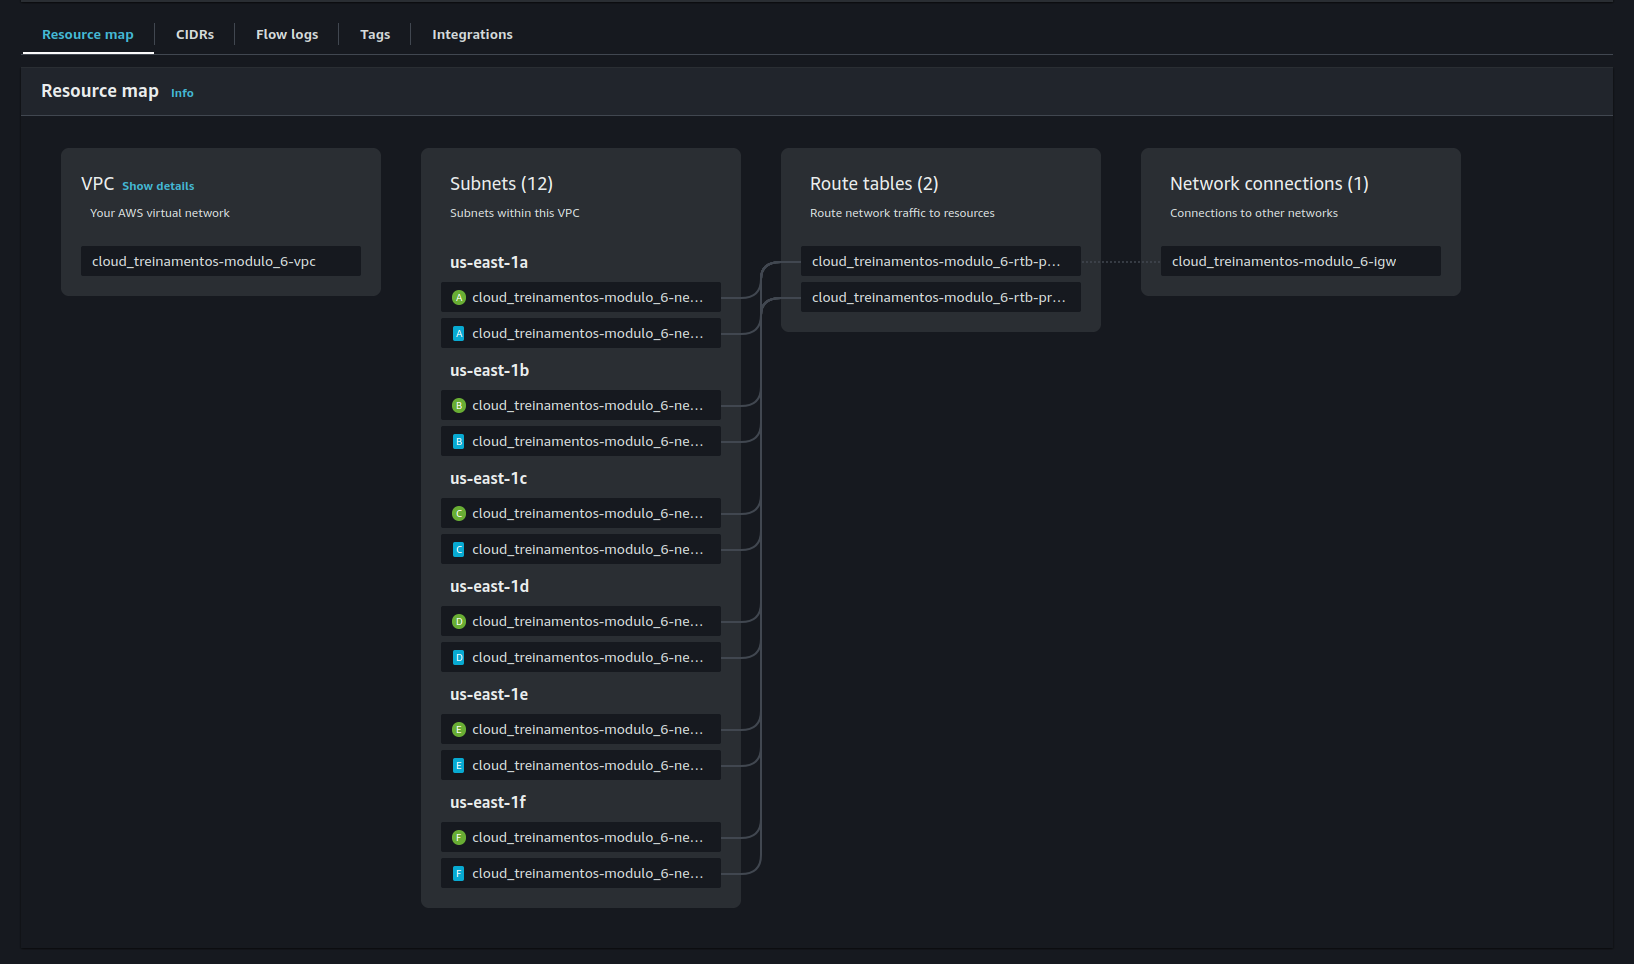 Resource map
CIDRs
Flow logs
Tags
Integrations
Resource map Info
VPC Show details
Your AWS virtual network
cloud_treinamentos-modulo_6-vpc
Subnets (12)
Subnets within this VPC
us-east-1a
A cloud_treinamentos-modulo_6-ne...
A cloud_treinamentos-modulo_6-ne...
us-east-1b
B cloud_treinamentos-modulo_6-ne...
B cloud_treinamentos-modulo_6-ne...
us-east-1c
C cloud_treinamentos-modulo_6-ne...
C cloud_treinamentos-modulo_6-ne...
us-east-1d
D cloud_treinamentos-modulo_6-ne...
D cloud_treinamentos-modulo_6-ne...
us-east-1e
E cloud_treinamentos-modulo_6-ne...
E cloud_treinamentos-modulo_6-ne...
us-east-1f
F cloud_treinamentos-modulo_6-ne...
F cloud_treinamentos-modulo_6-ne...
Route tables (2)
Route network traffic to resources
cloud_treinamentos-modulo_6-rtb-p...
cloud_treinamentos-modulo_6-rtb-pr...
Network connections (1)
Connections to other networks
cloud_treinamentos-modulo_6-igw